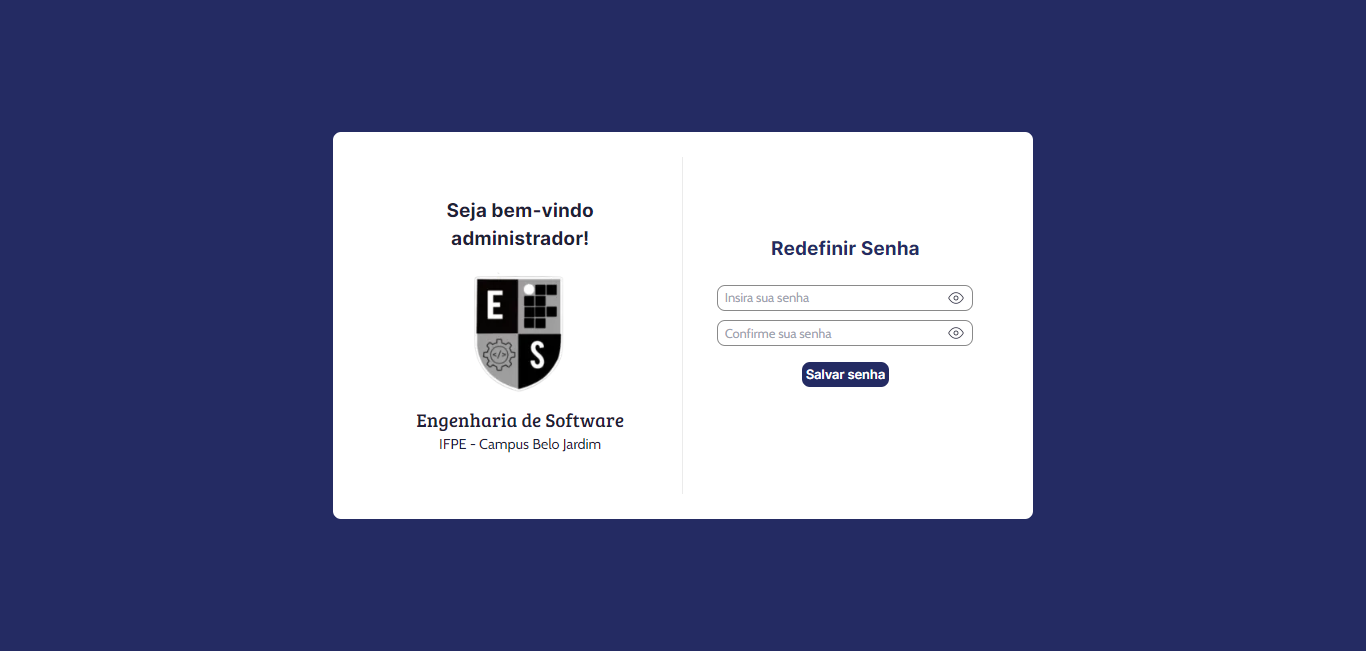 Seja bem-vindo
administrador!
E
S
</>
Engenharia de Software
IFPE - Campus Belo Jardim
Redefinir Senha
Insira sua senha
Confirme sua senha
Salvar senha